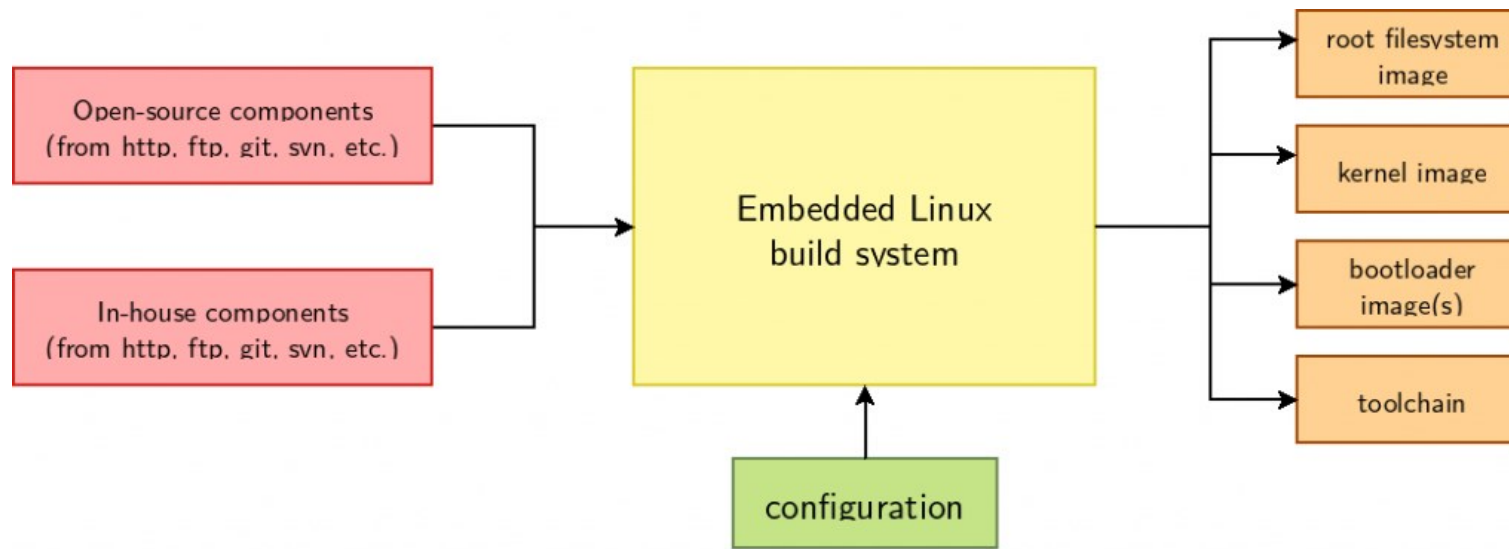 Open-source components
(from http, ftp, git, svn, etc.)
In-house components
(from http, ftp, git, svn, etc.)
Embedded Linux
build system
configuration
root filesystem
image
kernel image
bootloader
image(s)
toolchain